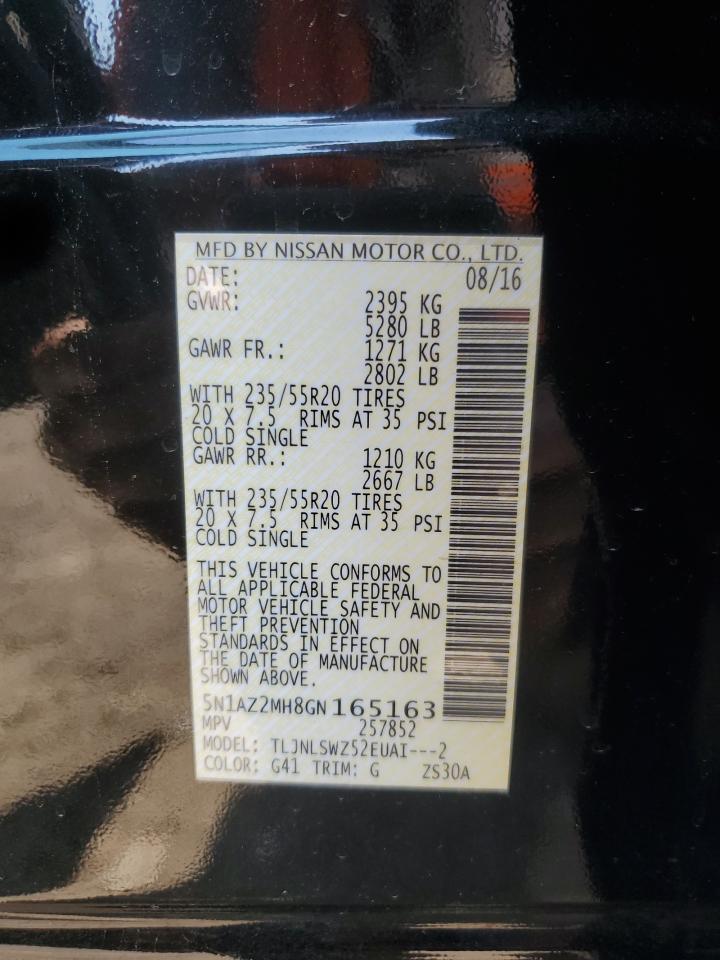 MFD BY NISSAN MOTOR CO., LTD.
DATE: 08/16
GVWR: 2395 KG
5280 LB
GAWR FR.: 1271 KG
2802 LB
WITH 235/55R20 TIRES
20 X 7.5 RIMS AT 35 PSI
COLD SINGLE
GAWR RR.: 1210 KG
2667 LB
WITH 235/55R20 TIRES
20 X 7.5 RIMS AT 35 PSI
COLD SINGLE
THIS VEHICLE CONFORMS TO
ALL APPLICABLE FEDERAL
MOTOR VEHICLE SAFETY AND
THEFT PREVENTION
STANDARDS IN EFFECT ON
THE DATE OF MANUFACTURE
SHOWN ABOVE.
5N1AZ2MH8GN165163
MPV 257852
MODEL: TLJNLSWZ52EUAI---2
COLOR: G41 TRIM: G ZS30A